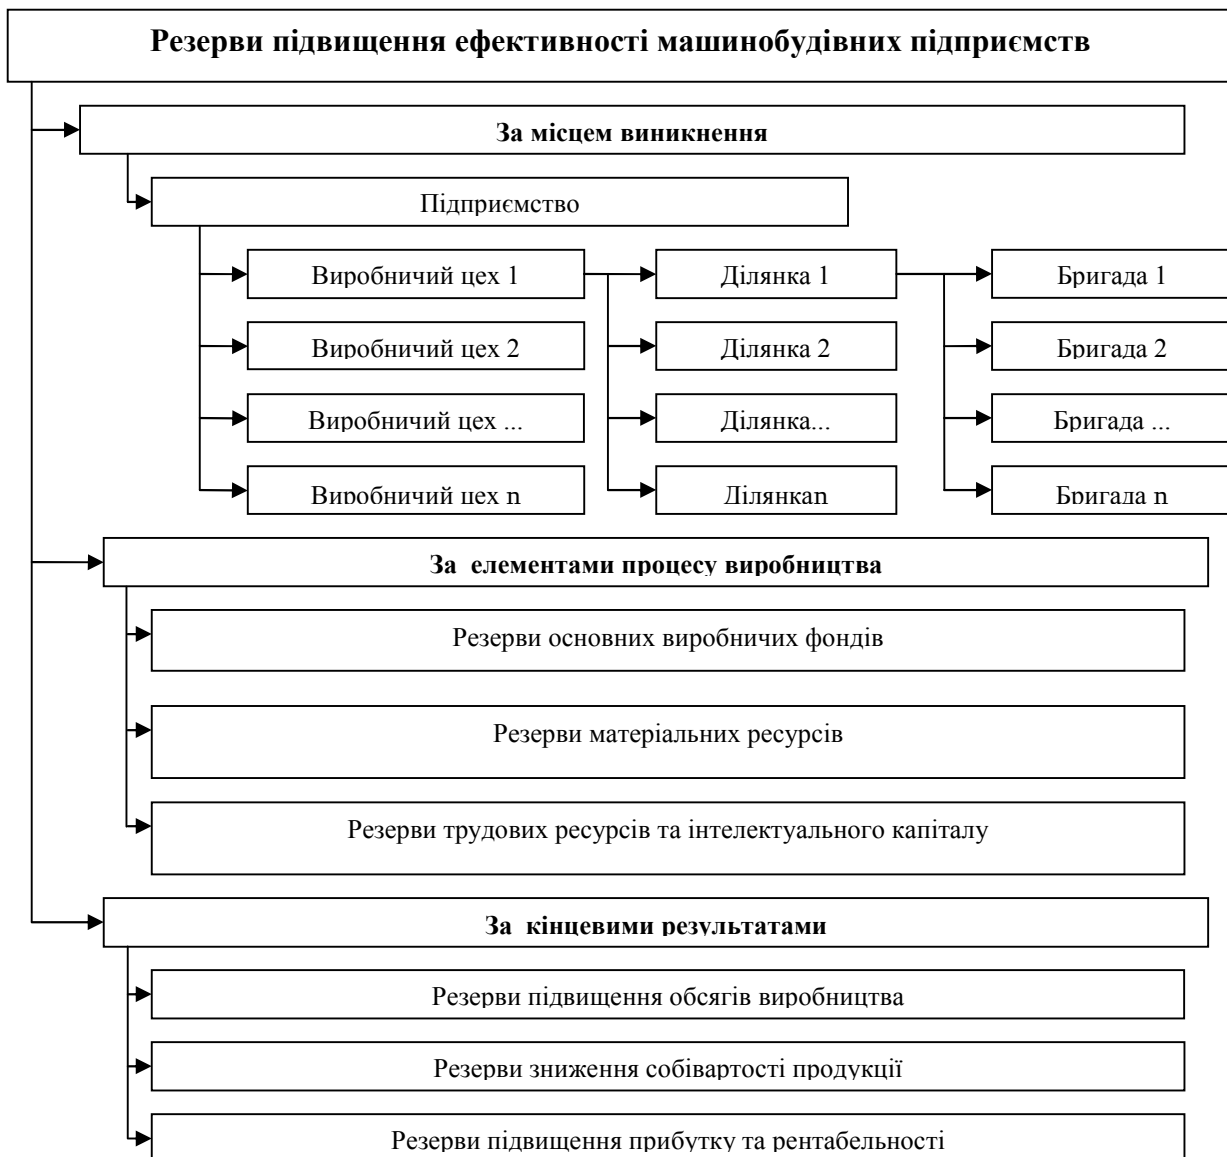 Резерви підвищення ефективності машинобудівних підприємств
За місцем виникнення
Підприємство
Виробничий цех 1
Ділянка 1
Бригада 1
Виробничий цех 2
Ділянка 2
Бригада 2
Виробничий цех ...
Ділянка...
Бригада ...
Виробничий цех n
Ділянкаn
Бригада n
За елементами процесу виробництва
Резерви основних виробничих фондів
Резерви матеріальних ресурсів
Резерви трудових ресурсів та інтелектуального капіталу
За кінцевими результатами
Резерви підвищення обсягів виробництва
Резерви зниження собівартості продукції
Резерви підвищення прибутку та рентабельності